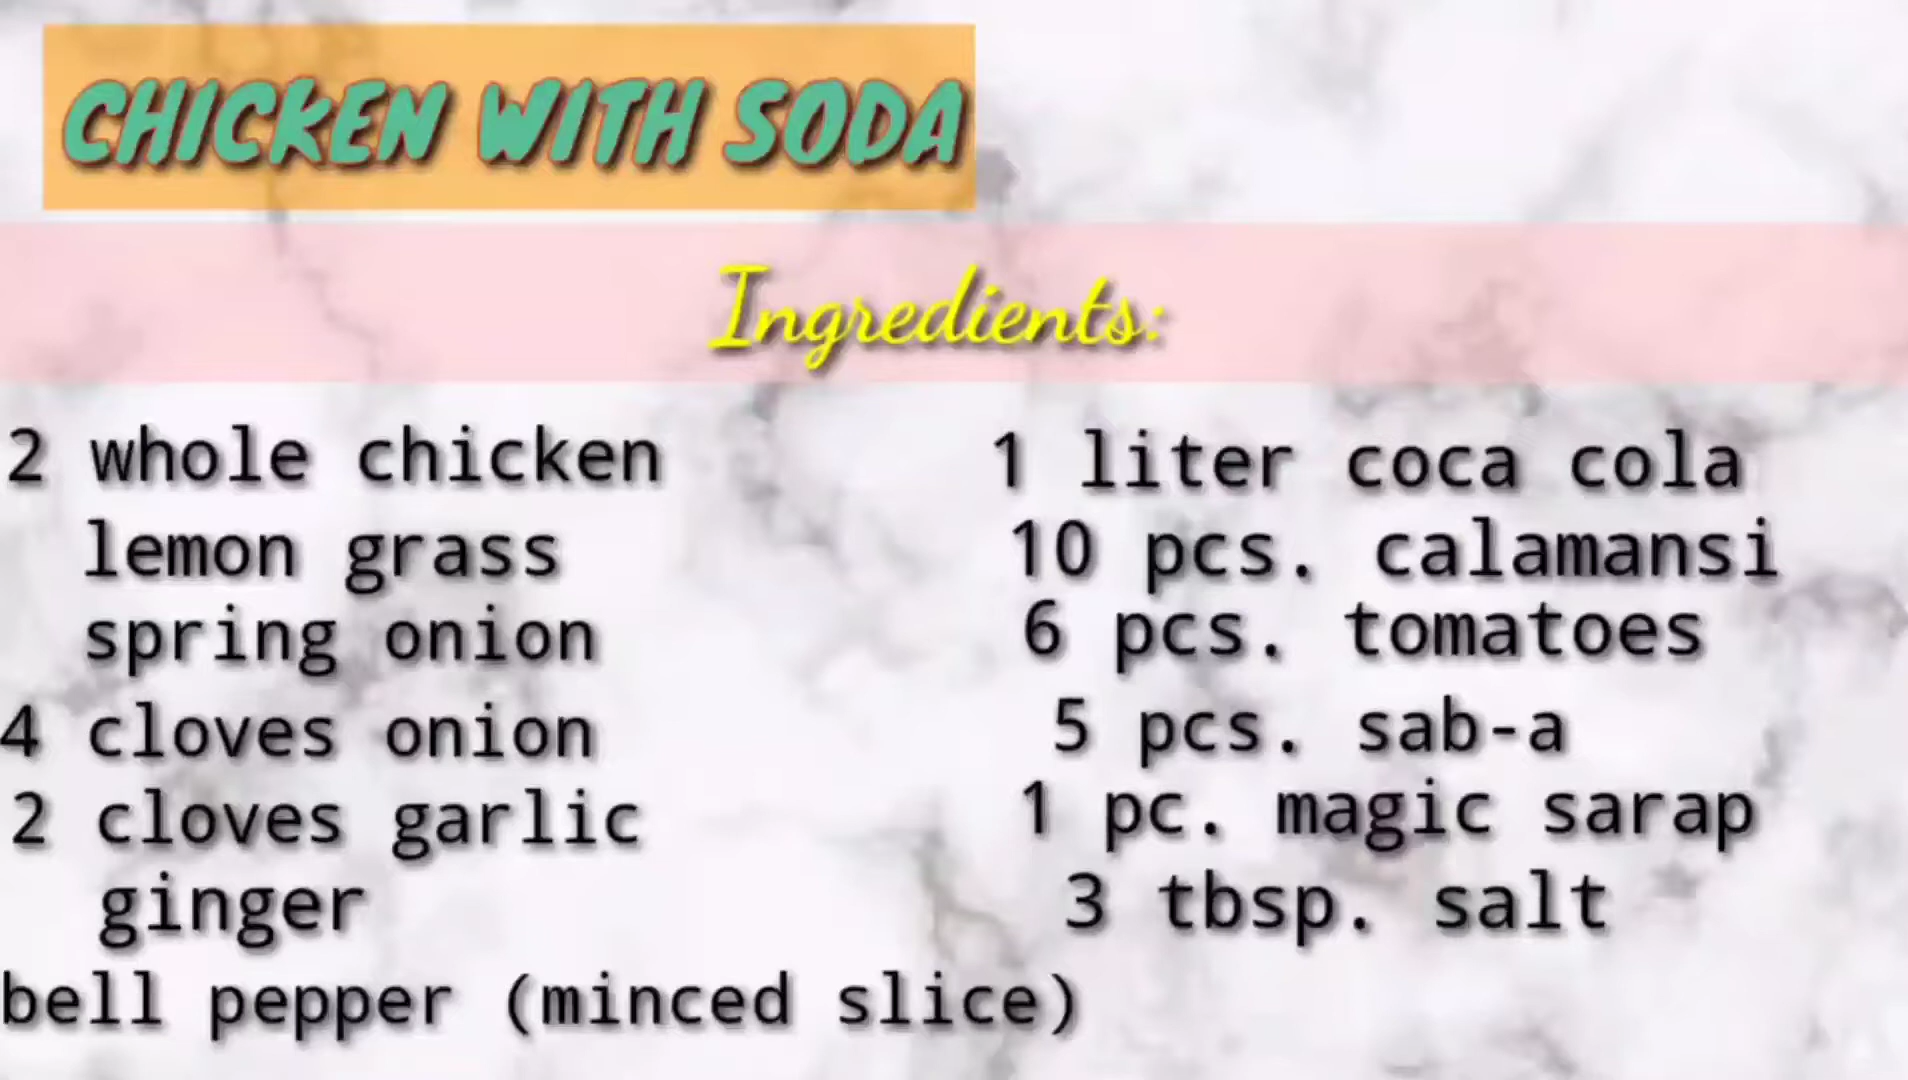 CHICKEN WITH SODA
Ingredients:
2 whole chicken
lemon grass
spring onion
4 cloves onion
2 cloves garlic
ginger
bell pepper (minced slice)
1 liter coca cola
10 pcs. calamansi
6 pcs. tomatoes
5 pcs. sab-a
1 pc. magic sarap
3 tbsp. salt